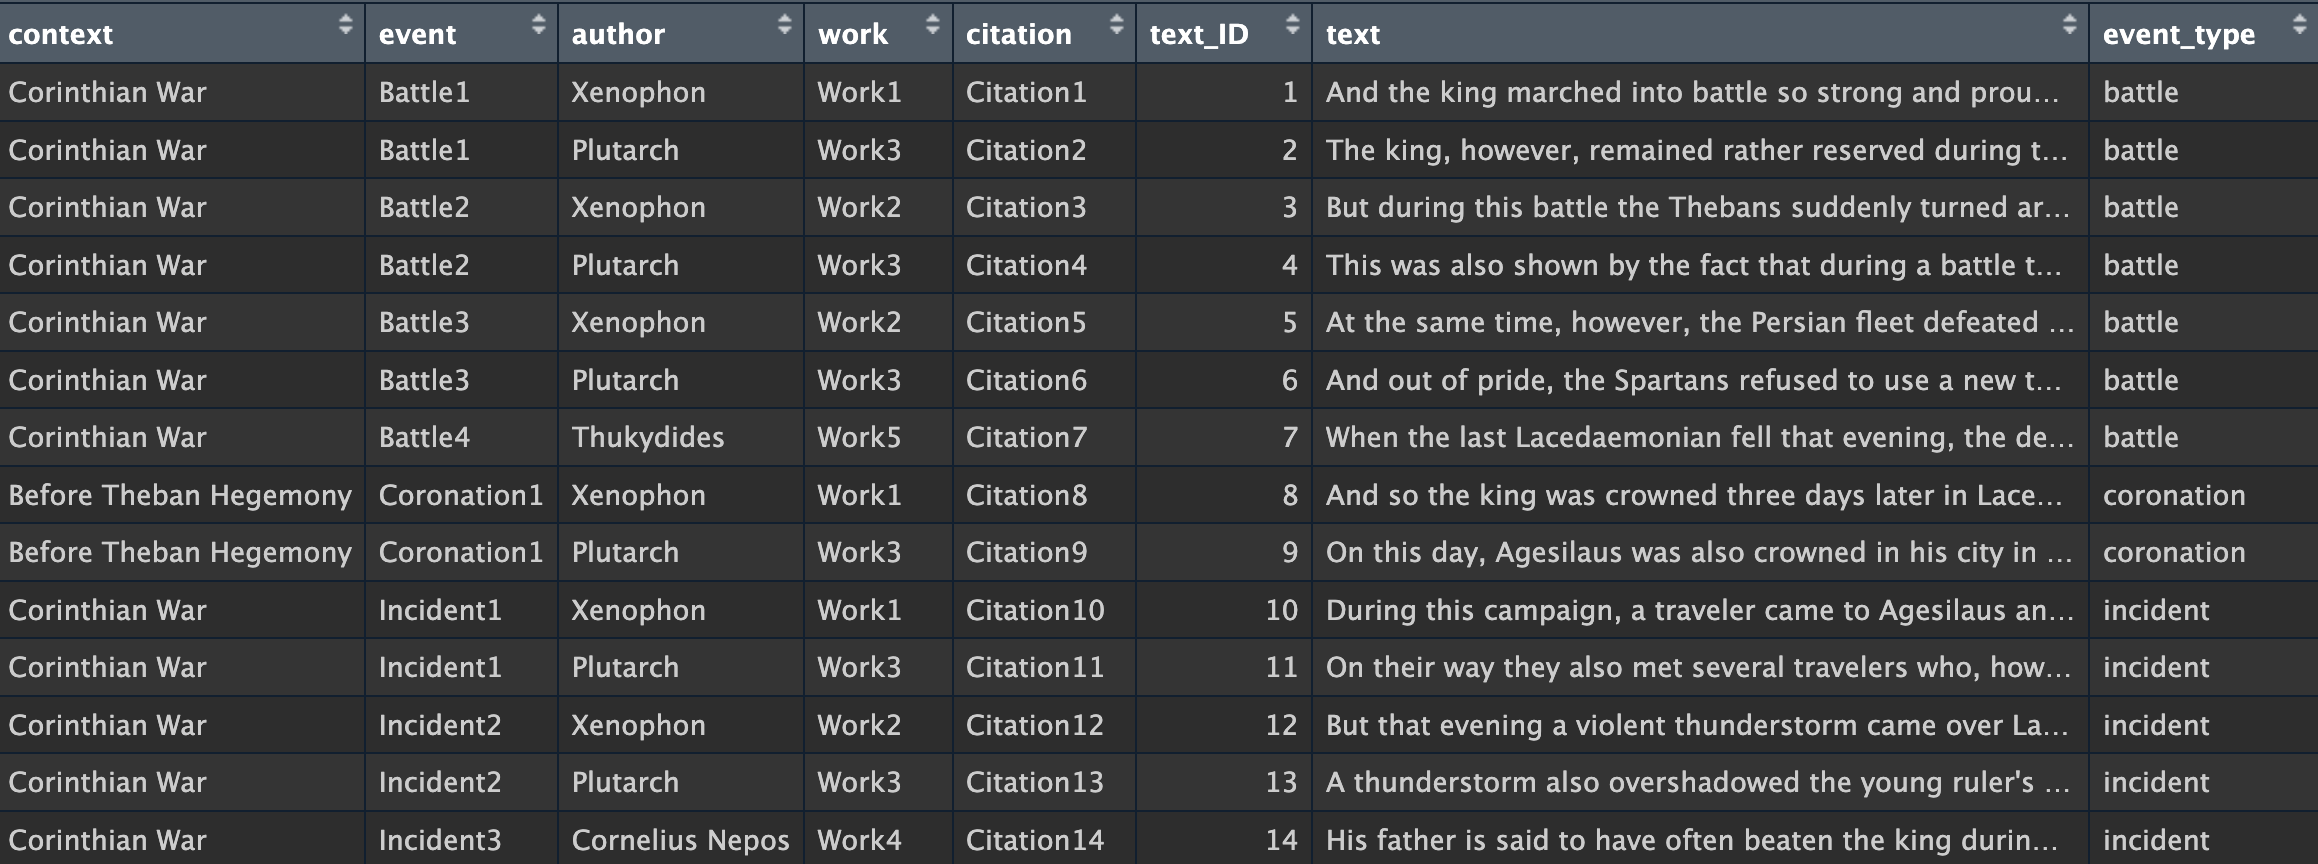 context event author work citation text_ID text event_type
Corinthian War Battle1 Xenophon Work1 Citation1 1 And the king marched into battle so strong and prou... battle
Corinthian War Battle1 Plutarch Work3 Citation2 2 The king, however, remained rather reserved during t... battle
Corinthian War Battle2 Xenophon Work2 Citation3 3 But during this battle the Thebans suddenly turned ar... battle
Corinthian War Battle2 Plutarch Work3 Citation4 4 This was also shown by the fact that during a battle t... battle
Corinthian War Battle3 Xenophon Work2 Citation5 5 At the same time, however, the Persian fleet defeated ... battle
Corinthian War Battle3 Plutarch Work3 Citation6 6 And out of pride, the Spartans refused to use a new t... battle
Corinthian War Battle4 Thukydides Work5 Citation7 7 When the last Lacedaemonian fell that evening, the de... battle
Before Theban Hegemony Coronation1 Xenophon Work1 Citation8 8 And so the king was crowned three days later in Lace... coronation
Before Theban Hegemony Coronation1 Plutarch Work3 Citation9 9 On this day, Agesilaus was also crowned in his city in ... coronation
Corinthian War Incident1 Xenophon Work1 Citation10 10 During this campaign, a traveler came to Agesilaus an... incident
Corinthian War Incident1 Plutarch Work3 Citation11 11 On their way they also met several travelers who, how... incident
Corinthian War Incident2 Xenophon Work2 Citation12 12 But that evening a violent thunderstorm came over La... incident
Corinthian War Incident2 Plutarch Work3 Citation13 13 A thunderstorm also overshadowed the young ruler's ... incident
Corinthian War Incident3 Cornelius Nepos Work4 Citation14 14 His father is said to have often beaten the king durin... incident